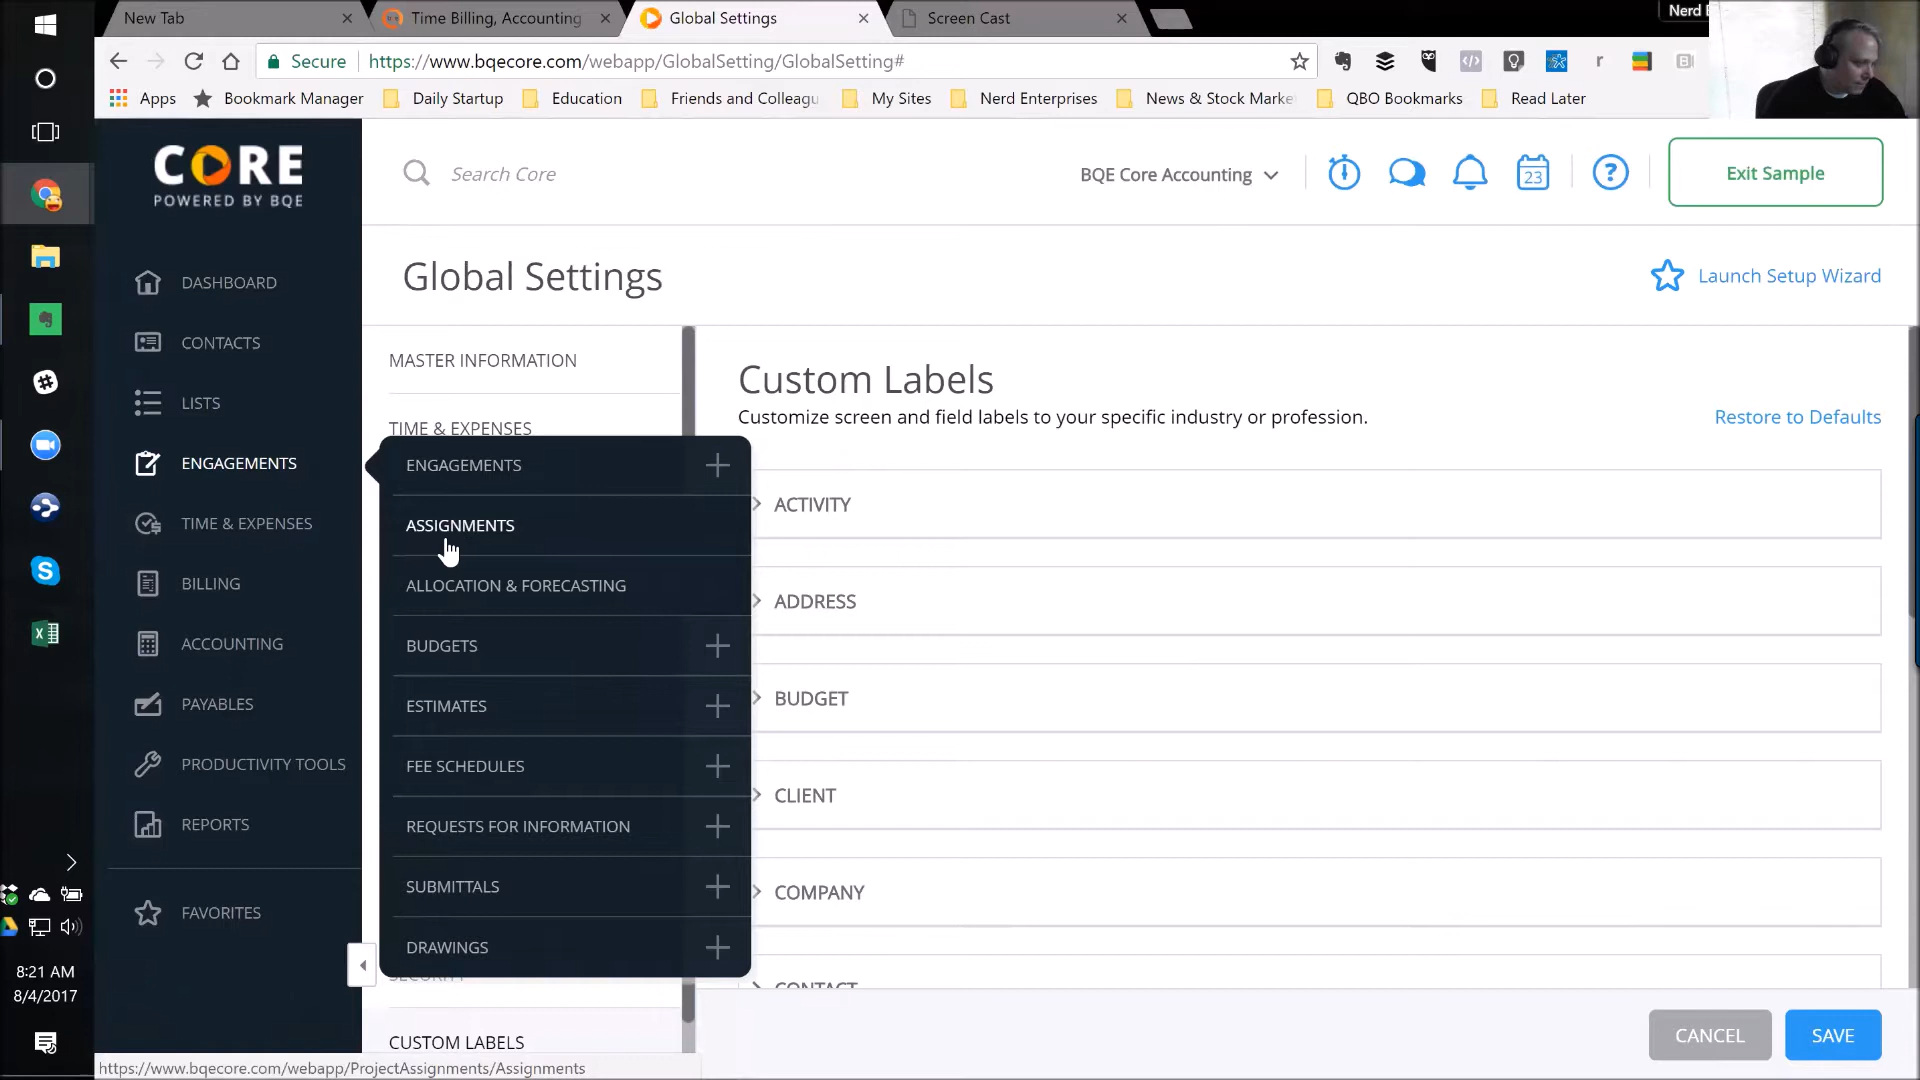 New Tab
Time Billing, Accounting
Global Settings
Screen Cast
Nerd
Secure
https://www.bqecore.com/webapp/GlobalSetting/GlobalSetting#
Apps
Bookmark Manager
Daily Startup
Education
Friends and Colleagu
My Sites
Nerd Enterprises
News & Stock Marke
QBO Bookmarks
Read Later
CORE
POWERED BY BQE
Search Core
BQE Core Accounting
23
Exit Sample
Global Settings
Launch Setup Wizard
DASHBOARD
CONTACTS
LISTS
ENGAGEMENTS
TIME & EXPENSES
BILLING
ACCOUNTING
PAYABLES
PRODUCTIVITY TOOLS
REPORTS
FAVORITES
MASTER INFORMATION
TIME & EXPENSES
ENGAGEMENTS
ASSIGNMENTS
ALLOCATION & FORECASTING
BUDGETS
ESTIMATES
FEE SCHEDULES
REQUESTS FOR INFORMATION
SUBMITTALS
DRAWINGS
SECURITY
CUSTOM LABELS
Custom Labels
Customize screen and field labels to your specific industry or profession.
Restore to Defaults
ACTIVITY
ADDRESS
BUDGET
CLIENT
COMPANY
CONTACT
CANCEL
SAVE
8:21 AM
8/4/2017
https://www.bqecore.com/webapp/ProjectAssignments/Assignments